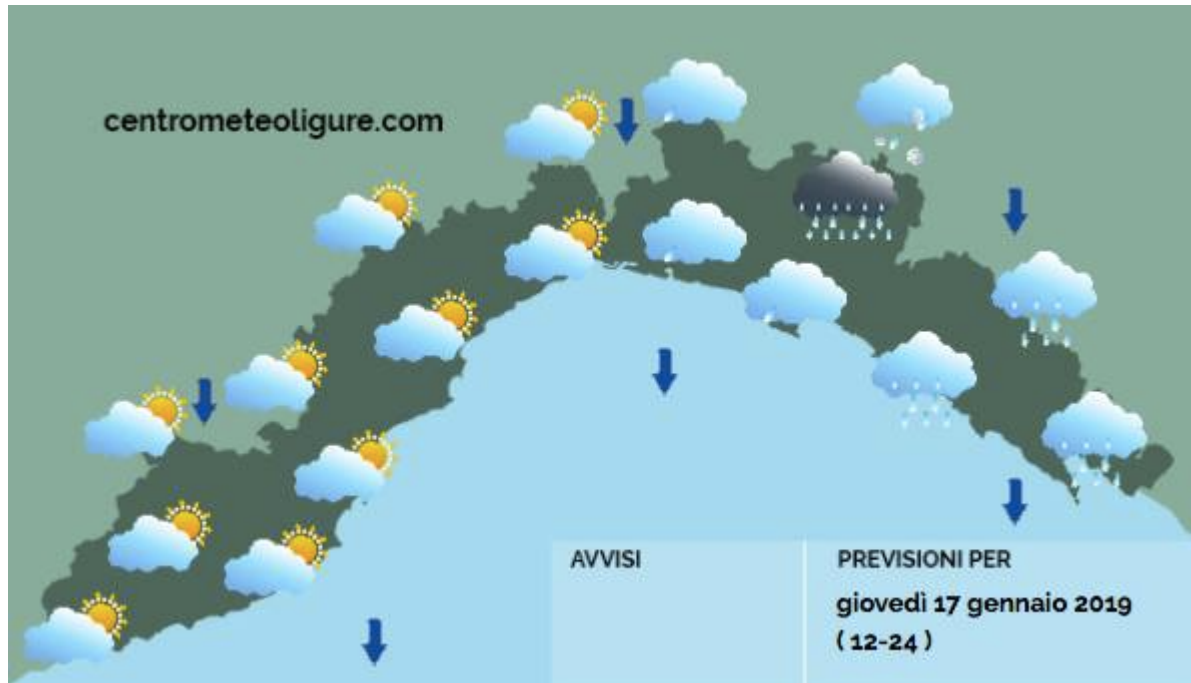 centrometeoligure.com
AVVISI
PREVISIONI PER
giovedì 17 gennaio 2019
( 12-24 )